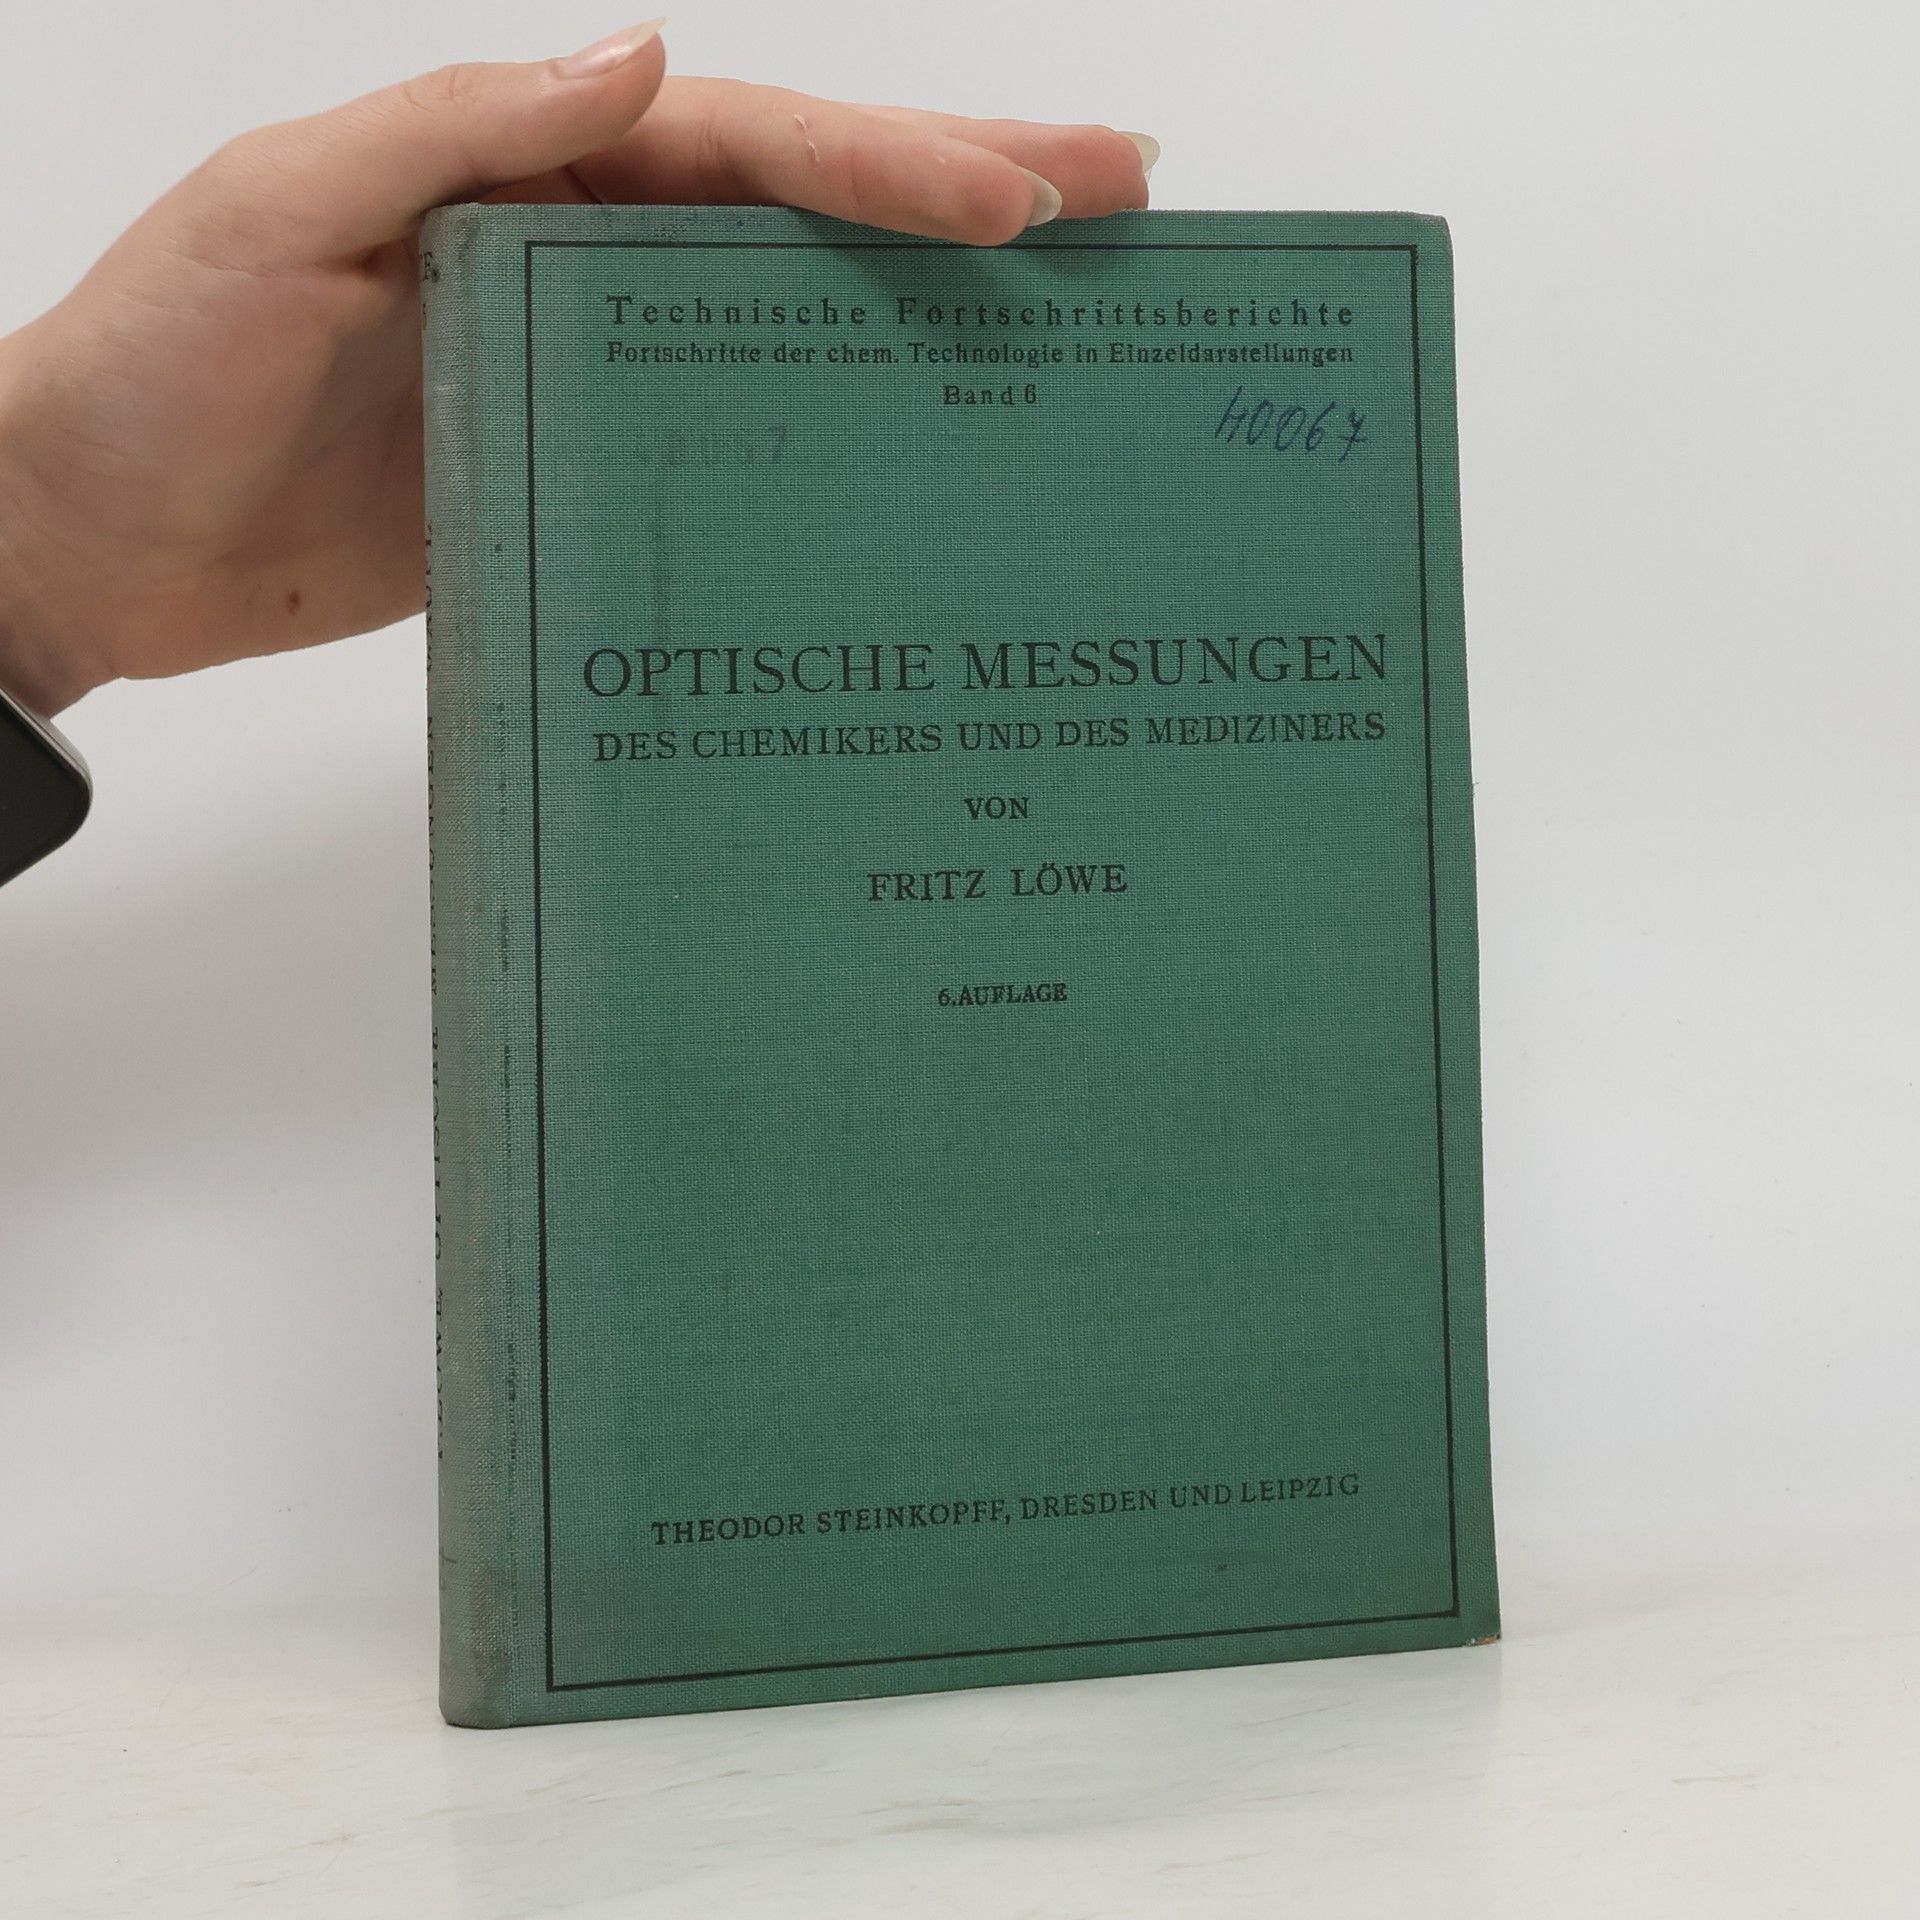 Technische Fortschrittsberichte
Fortschritte der chem. Technologie in Einzeldarstellungen
Band 6
40067
OPTISCHE MESSUNGEN
DES CHEMIKERS UND DES MEDIZINERS
VON
FRITZ LÖWE
6. AUFLAGE
THEODOR STEINKOPFF, DRESDEN UND LEIPZIG